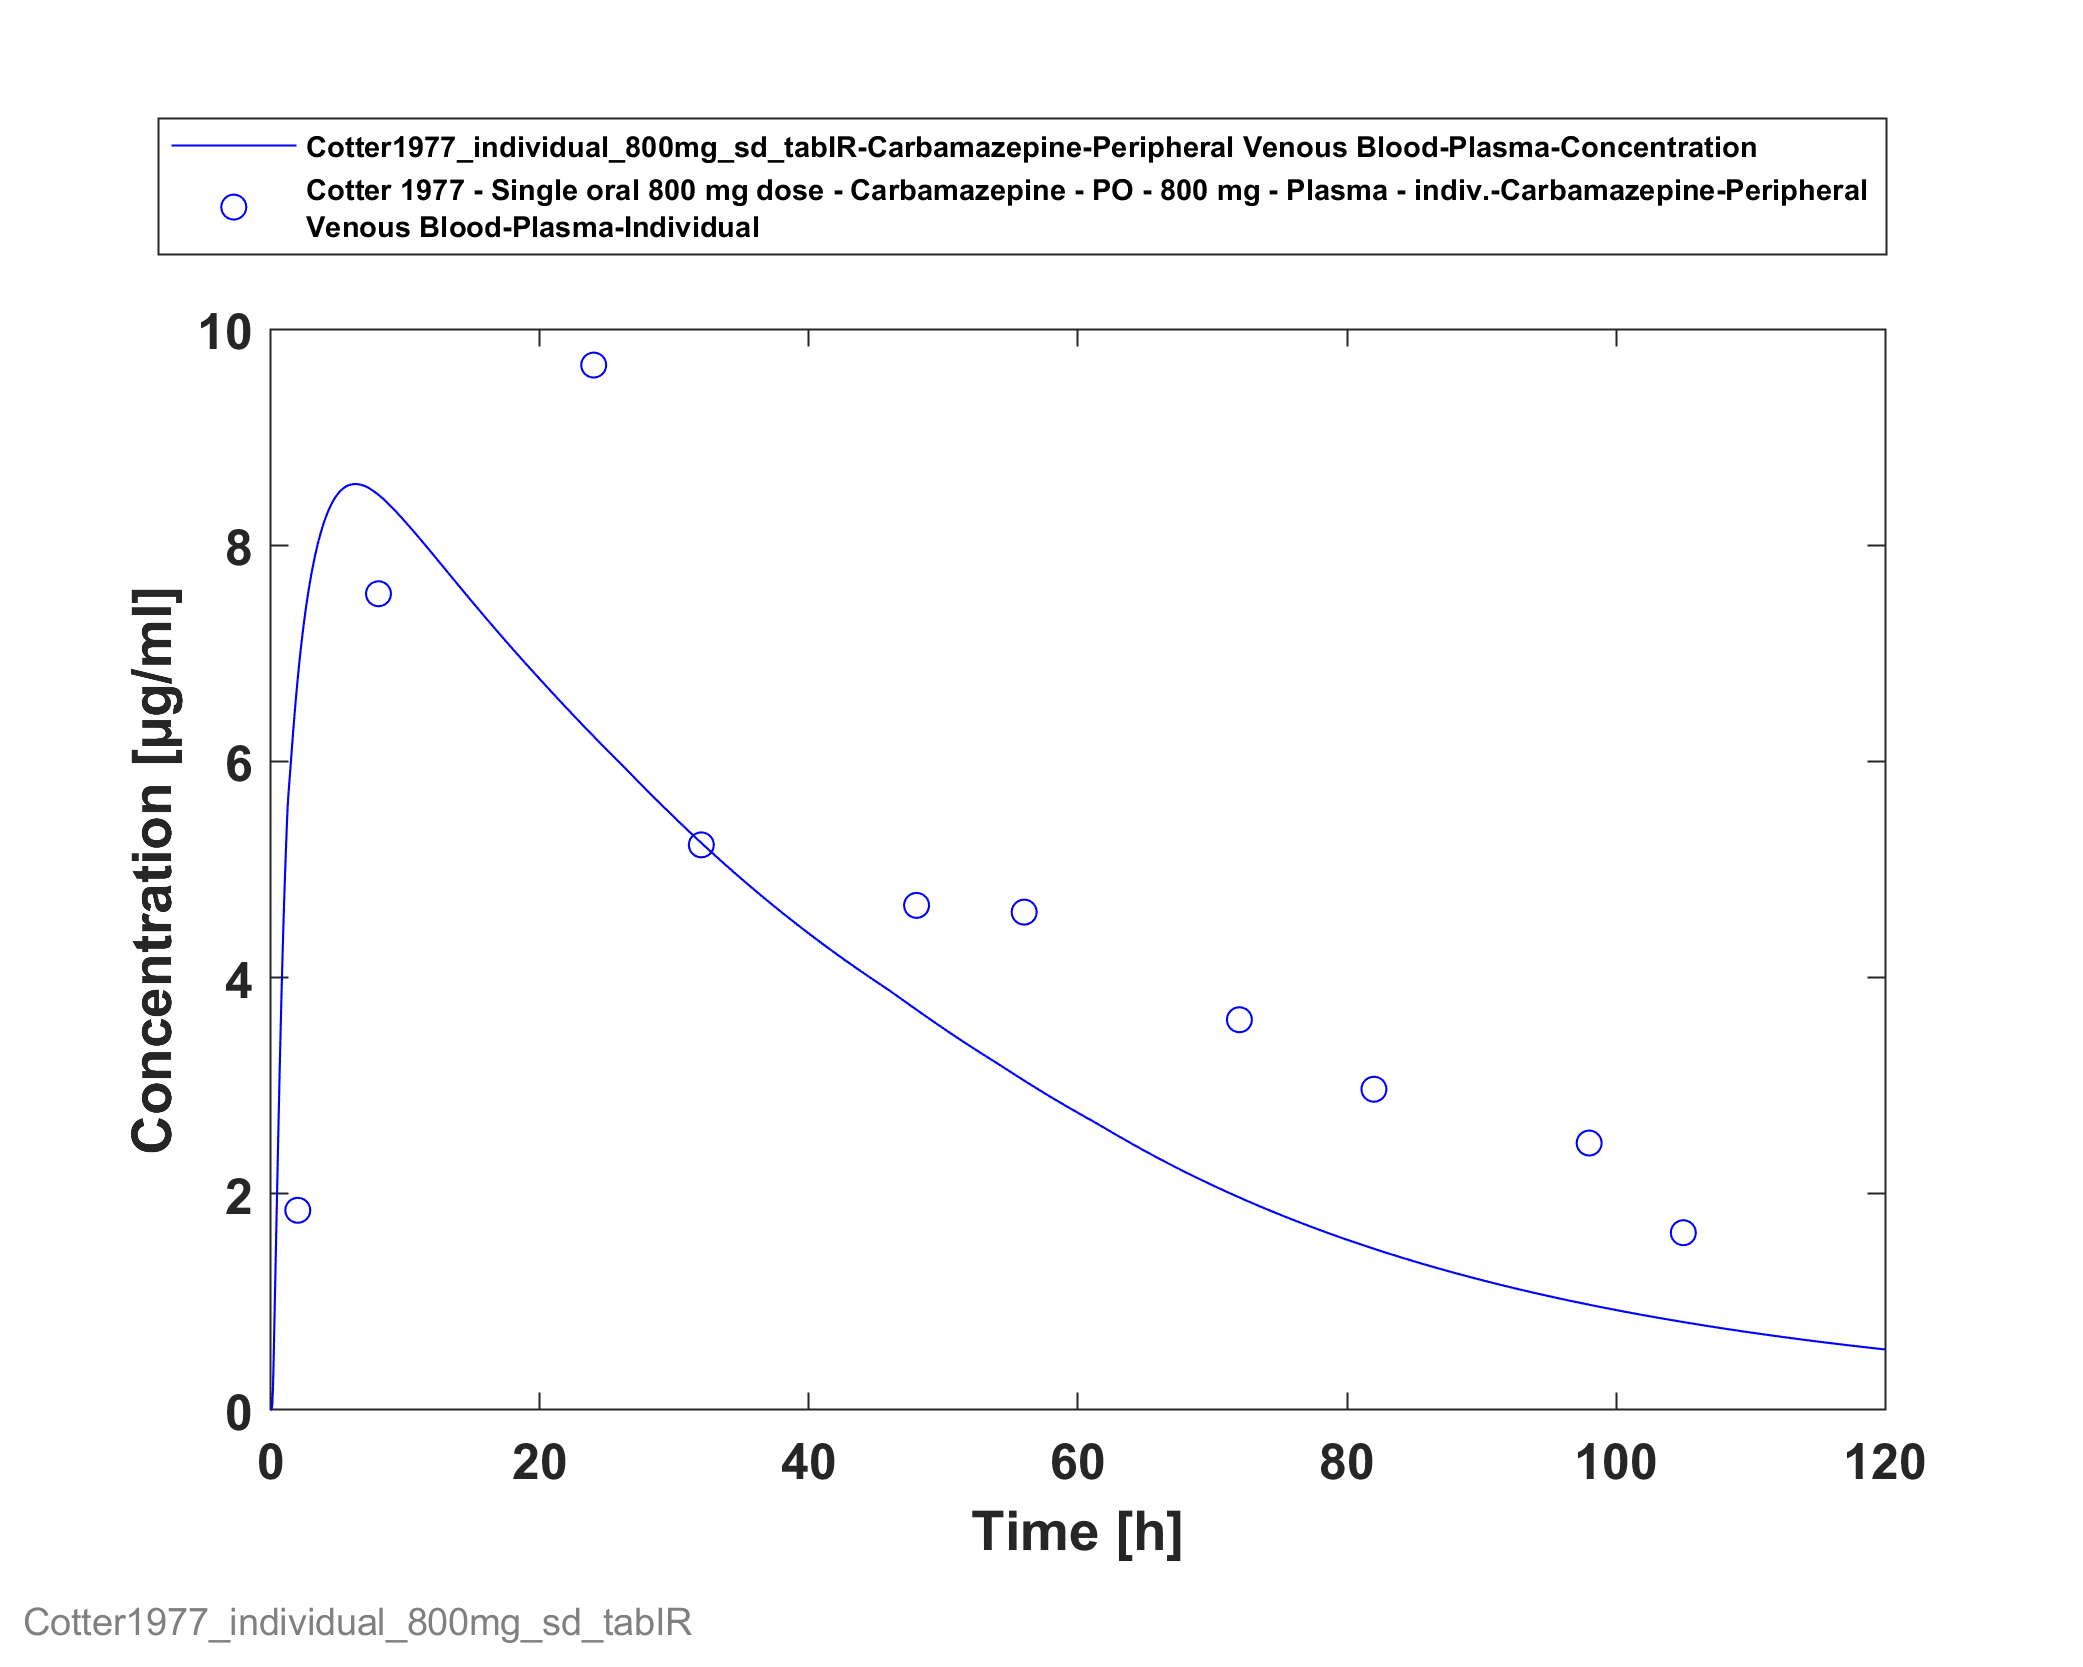 Cotter1977_individual_800mg_sd_tabIR-Carbamazepine-Peripheral Venous Blood-Plasma-Concentration
Cotter 1977 - Single oral 800 mg dose - Carbamazepine - PO - 800 mg - Plasma - indiv.-Carbamazepine-Peripheral
Venous Blood-Plasma-Individual
10
8
6
4
2
0
Concentration [µg/ml]
0 20 40 60 80 100 120
Time [h]
Cotter1977_individual_800mg_sd_tabIR